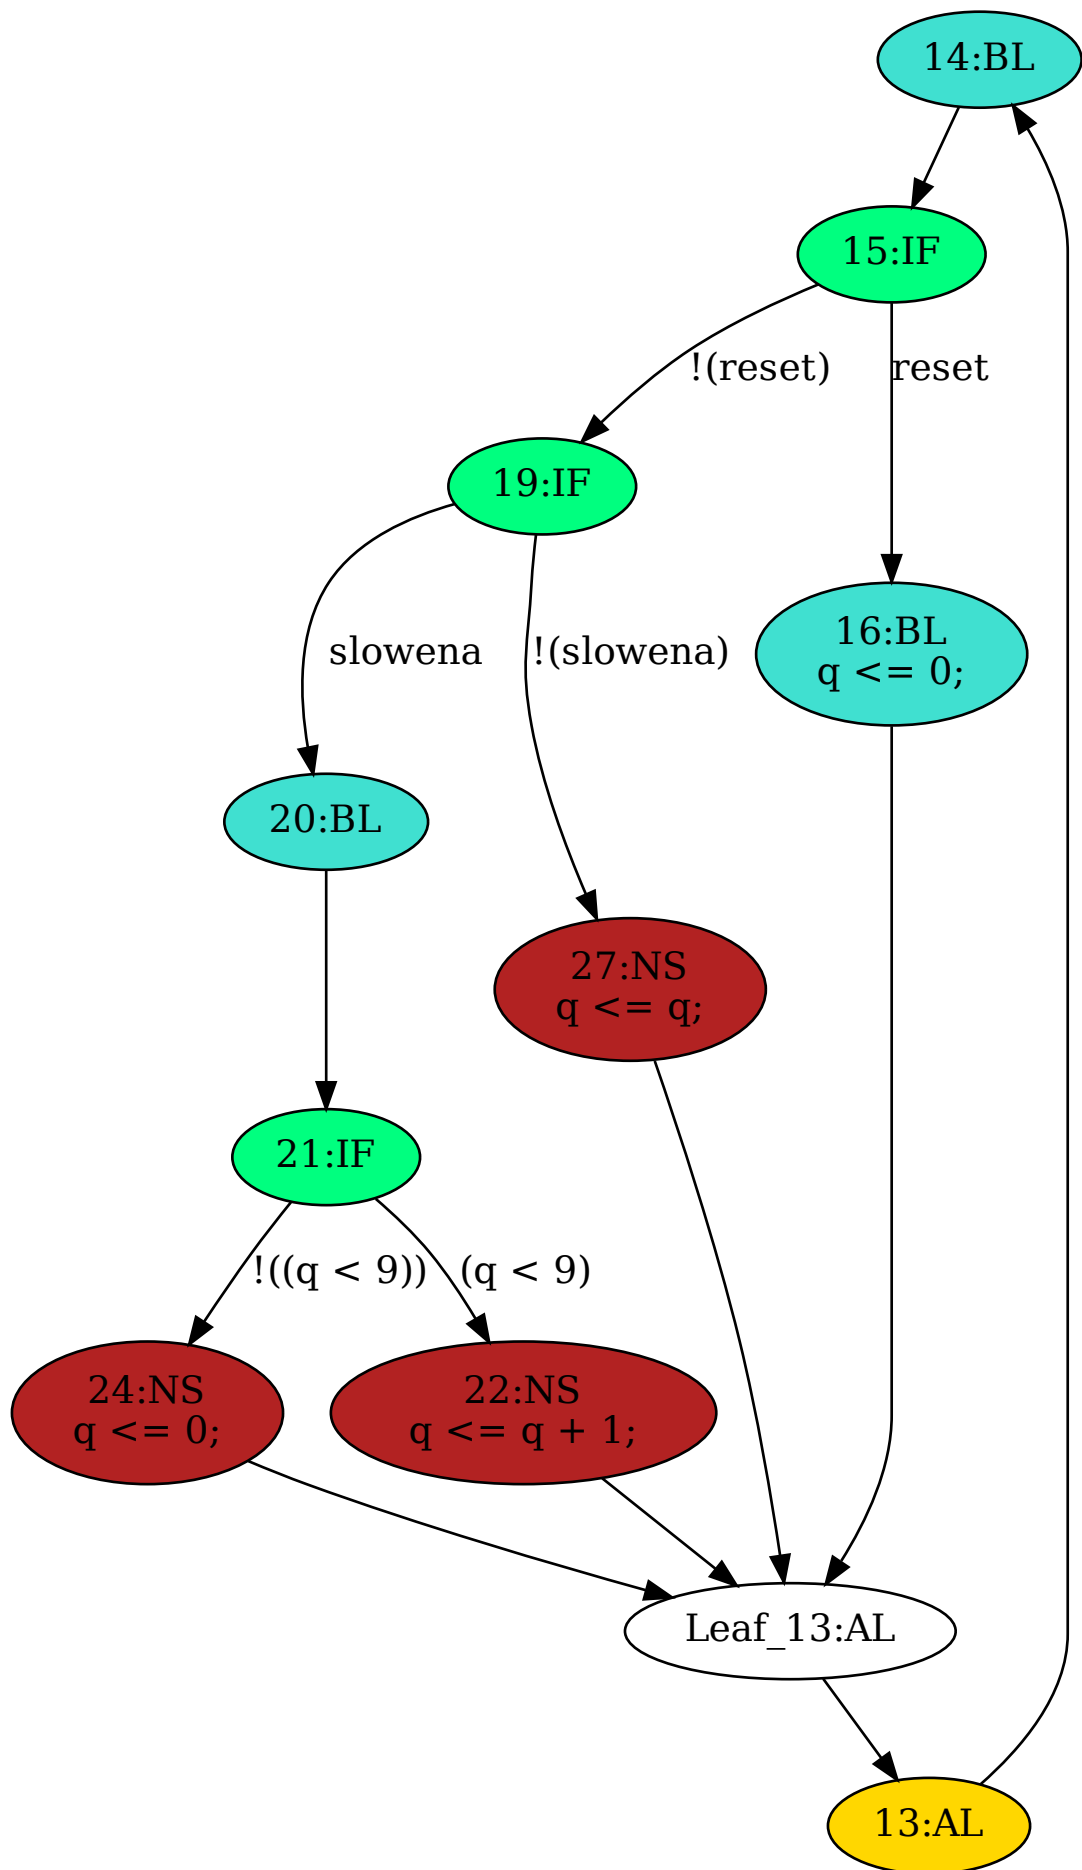 14:BL
15:IF
!(reset)
reset
19:IF
16:BL
q <= 0;
slowena
!(slowena)
20:BL
27:NS
q <= q;
21:IF
!((q < 9))
(q < 9)
24:NS
q <= 0;
22:NS
q <= q + 1;
Leaf_13:AL
13:AL